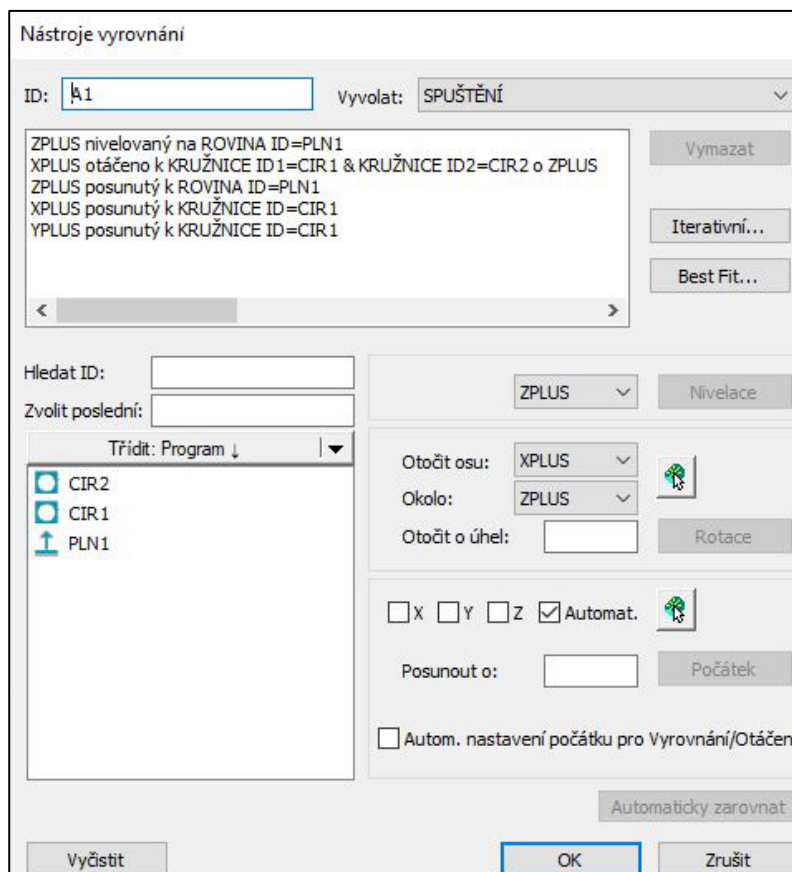 Nástroje vyrovnání
ID: A1 Vyvolat: SPUŠTĚNÍ
ZPLUS nivelovaný na ROVINA ID=PLN1
XPLUS otáčeno k KRUŽNICE ID1=CIR1 & KRUŽNICE ID2=CIR2 o ZPLUS
ZPLUS posunutý k ROVINA ID=PLN1
XPLUS posunutý k KRUŽNICE ID=CIR1
YPLUS posunutý k KRUŽNICE ID=CIR1
Vymazat
Iterativní...
Best Fit...
Hledat ID:
Zvolit poslední:
Třídit: Program ↓
CIR2
CIR1
PLN1
ZPLUS Nivelace
Otočit osu: XPLUS
Okolo: ZPLUS
Otočit o úhel: Rotace
X Y Z Automat.
Posunout o: Počátek
Autom. nastavení počátku pro Vyrovnání/Otáčen
Automaticky zarovnat
Vyčistit OK Zrušit